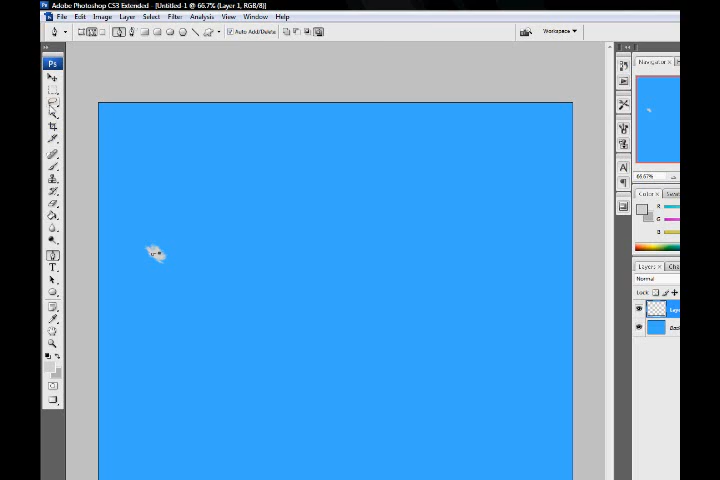 Adobe Photoshop CS3 Extended - [Untitled-1 @ 66.7% (Layer 1, RGB/8)]
File Edit Image Layer Select Filter Analysis View Window Help
Auto Add/Delete
Workspace
Ps
Navigator
66.67%
Color
R
G
B
Layers
Normal
Lock:
T
A